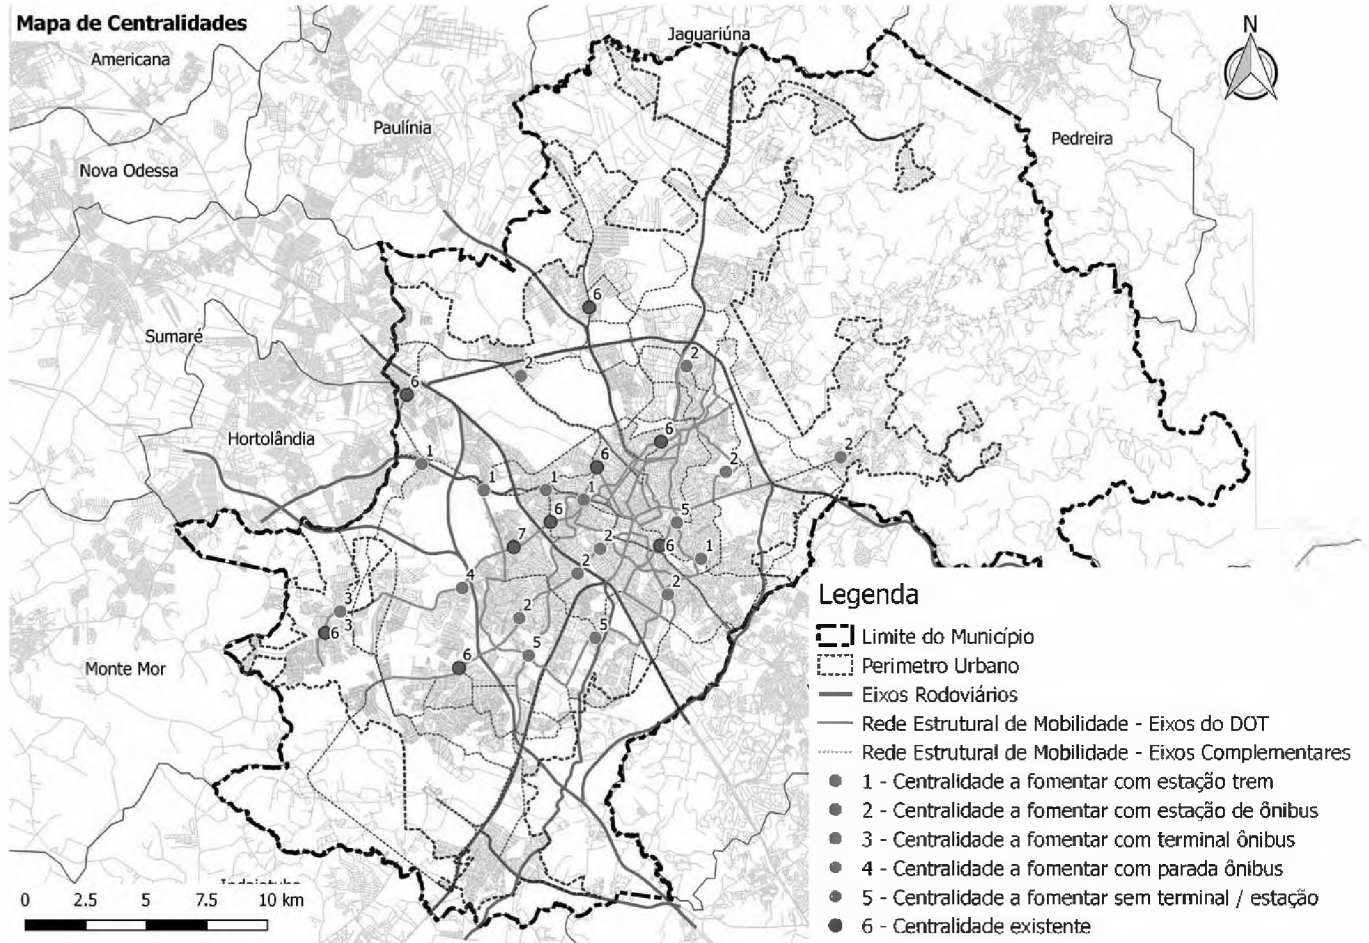 Mapa de Centralidades
N
Jaguariúna
Americana
Paulínia
Pedreira
Nova Odessa
6
Sumaré
2
2
6
Hortolândia
6
6
2
2
1
1
1
1
6
5
7
2
6
1
4
2
2
3
3
2
6
5
5
6
Monte Mor
Indaiatuba
0 2.5 5 7.5 10 km
Legenda
Limite do Município
Perimetro Urbano
Eixos Rodoviários
Rede Estrutural de Mobilidade - Eixos do DOT
Rede Estrutural de Mobilidade - Eixos Complementares
1 - Centralidade a fomentar com estação trem
2 - Centralidade a fomentar com estação de ônibus
3 - Centralidade a fomentar com terminal ônibus
4 - Centralidade a fomentar com parada ônibus
5 - Centralidade a fomentar sem terminal / estação
6 - Centralidade existente